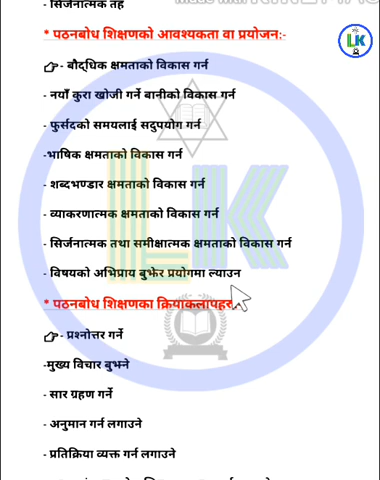 - सिर्जनात्मक तह
* पठनबोध शिक्षणको आवश्यकता वा प्रयोजन:-
LK
- बौद्धिक क्षमताको विकास गर्न
- नयाँ कुरा खोजी गर्ने बानीको विकास गर्न
- फुर्सदको समयलाई सदुपयोग गर्न
-भाषिक क्षमताको विकास गर्न
- शब्दभण्डार क्षमताको विकास गर्न
- व्याकरणात्मक क्षमताको विकास गर्न
- सिर्जनात्मक तथा समीक्षात्मक क्षमताको विकास गर्न
- विषयको अभिप्राय बुझेर प्रयोगमा ल्याउन
* पठनबोध शिक्षणका क्रियाकलापहरू
- प्रश्नोत्तर गर्ने
-मुख्य विचार बुझ्ने
- सार ग्रहण गर्ने
- अनुमान गर्न लगाउने
- प्रतिक्रिया व्यक्त गर्न लगाउने